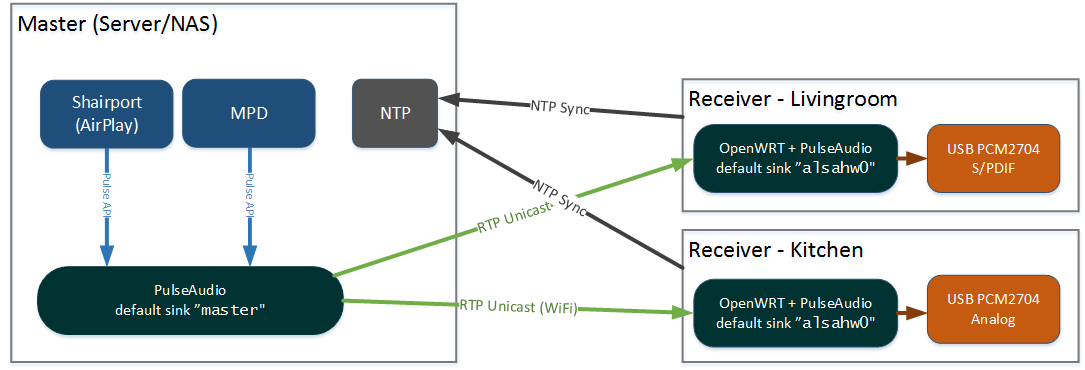 Master (Server/NAS)
Shairport
(AirPlay)
MPD
NTP
Pulse API
Pulse API
PulseAudio
default sink ”master"
NTP Sync
NTP Sync
RTP Unicast
RTP Unicast (WiFi)
Receiver - Livingroom
OpenWRT + PulseAudio
default sink ”alsahw0"
USB PCM2704
S/PDIF
Receiver - Kitchen
OpenWRT + PulseAudio
default sink ”alsahw0"
USB PCM2704
Analog